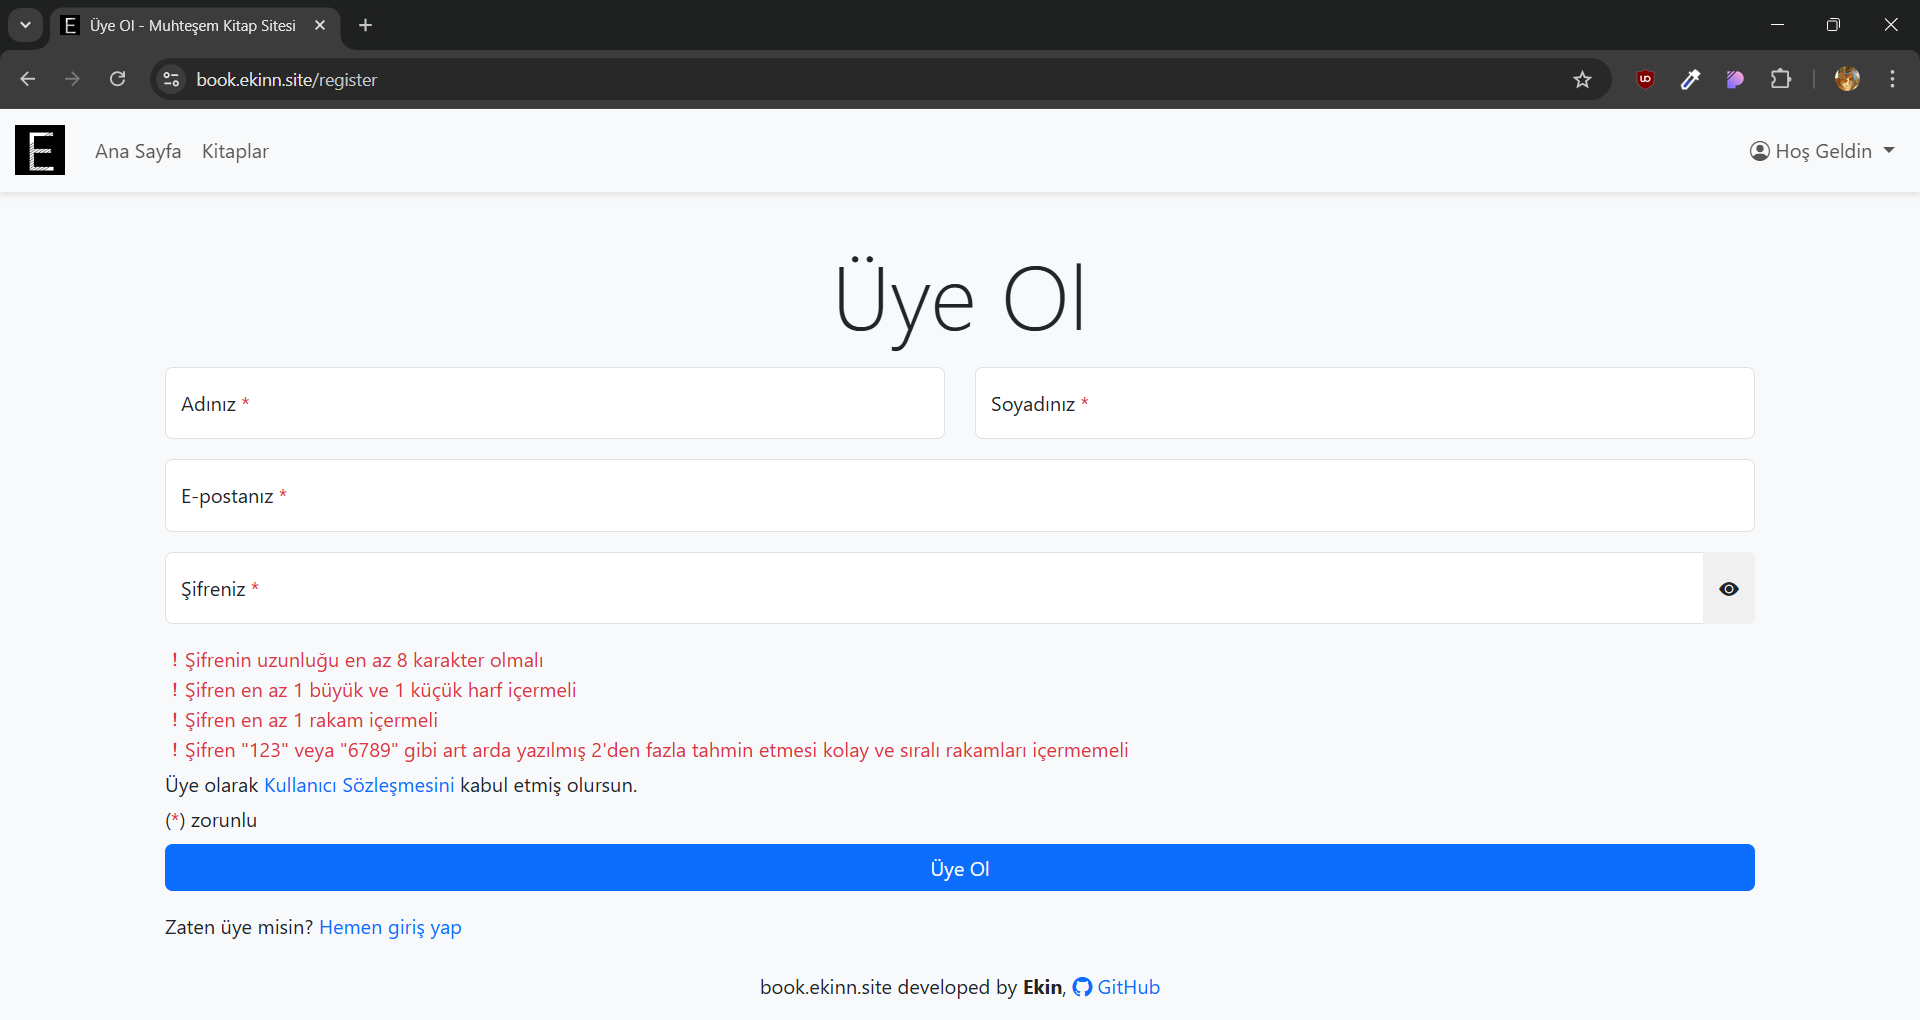 Üye Ol - Muhteşem Kitap Sitesi
book.ekinn.site/register
E Ana Sayfa Kitaplar Hoş Geldin
Üye Ol
Adınız * Soyadınız *
E-postanız *
Şifreniz *
! Şifrenin uzunluğu en az 8 karakter olmalı
! Şifren en az 1 büyük ve 1 küçük harf içermeli
! Şifren en az 1 rakam içermeli
! Şifren "123" veya "6789" gibi art arda yazılmış 2'den fazla tahmin etmesi kolay ve sıralı rakamları içermemeli
Üye olarak Kullanıcı Sözleşmesini kabul etmiş olursun.
(*) zorunlu
Üye Ol
Zaten üye misin? Hemen giriş yap
book.ekinn.site developed by Ekin, GitHub